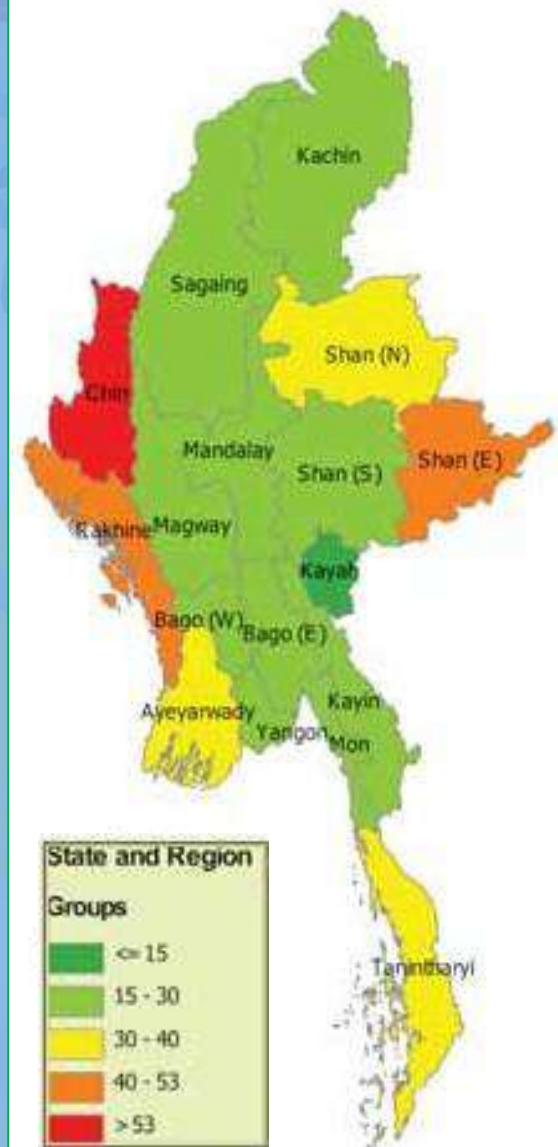 Kachin
Sagaing
Shan (N)
Chin
Mandalay
Shan (S)
Shan (E)
Rakhine
Magway
Kayah
Bago (W)
Bago (E)
Ayeyarwady
Kayin
Yangon
Mon
Tanintharyi
State and Region
Groups
<= 15
15 - 30
30 - 40
40 - 53
> 53